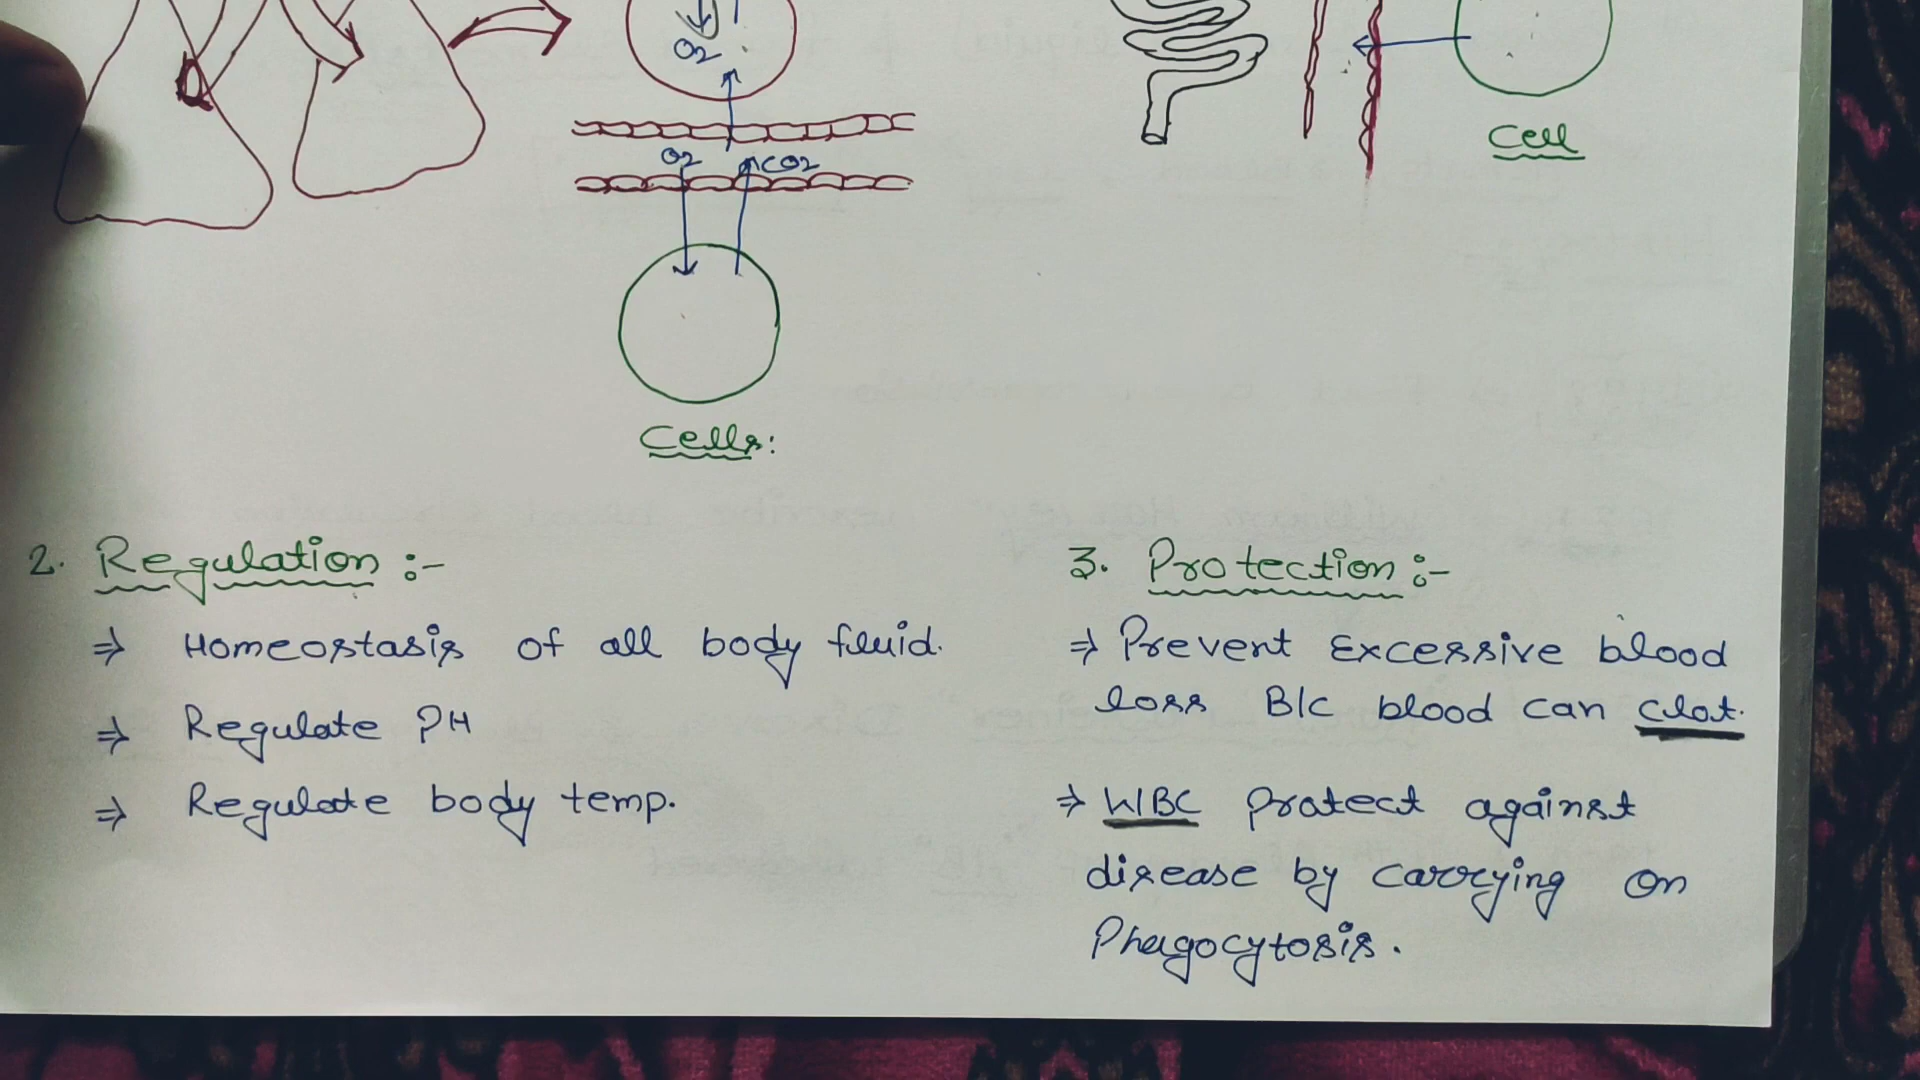 O2
O2 CO2
Cell
Cells:
2. Regulation :-
⇒ Homeostasis of all body fluid.
⇒ Regulate PH
⇒ Regulate body temp.
3. Protection :-
⇒ Prevent Excessive blood
loss B/c blood can clot.
⇒ WBC Protect against
disease by carrying on
Phagocytosis.